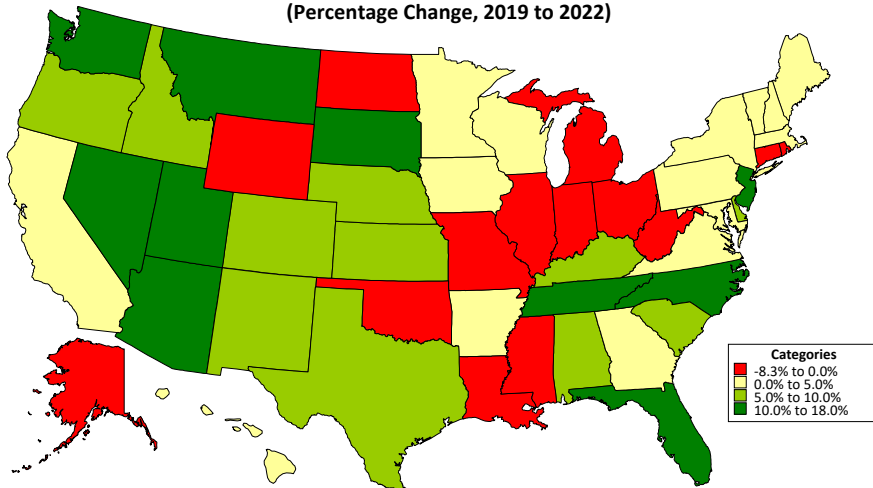 (Percentage Change, 2019 to 2022)
Categories
-8.3% to 0.0%
0.0% to 5.0%
5.0% to 10.0%
10.0% to 18.0%